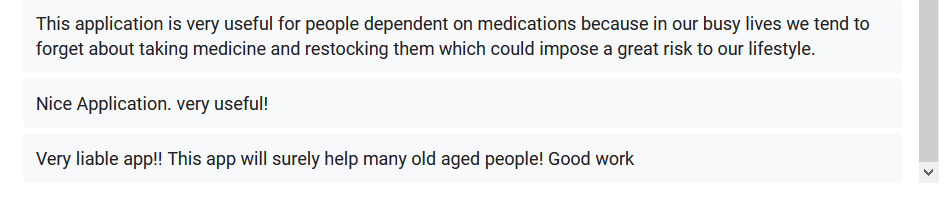 This application is very useful for people dependent on medications because in our busy lives we tend to
forget about taking medicine and restocking them which could impose a great risk to our lifestyle.
Nice Application. very useful!
Very liable app!! This app will surely help many old aged people! Good work